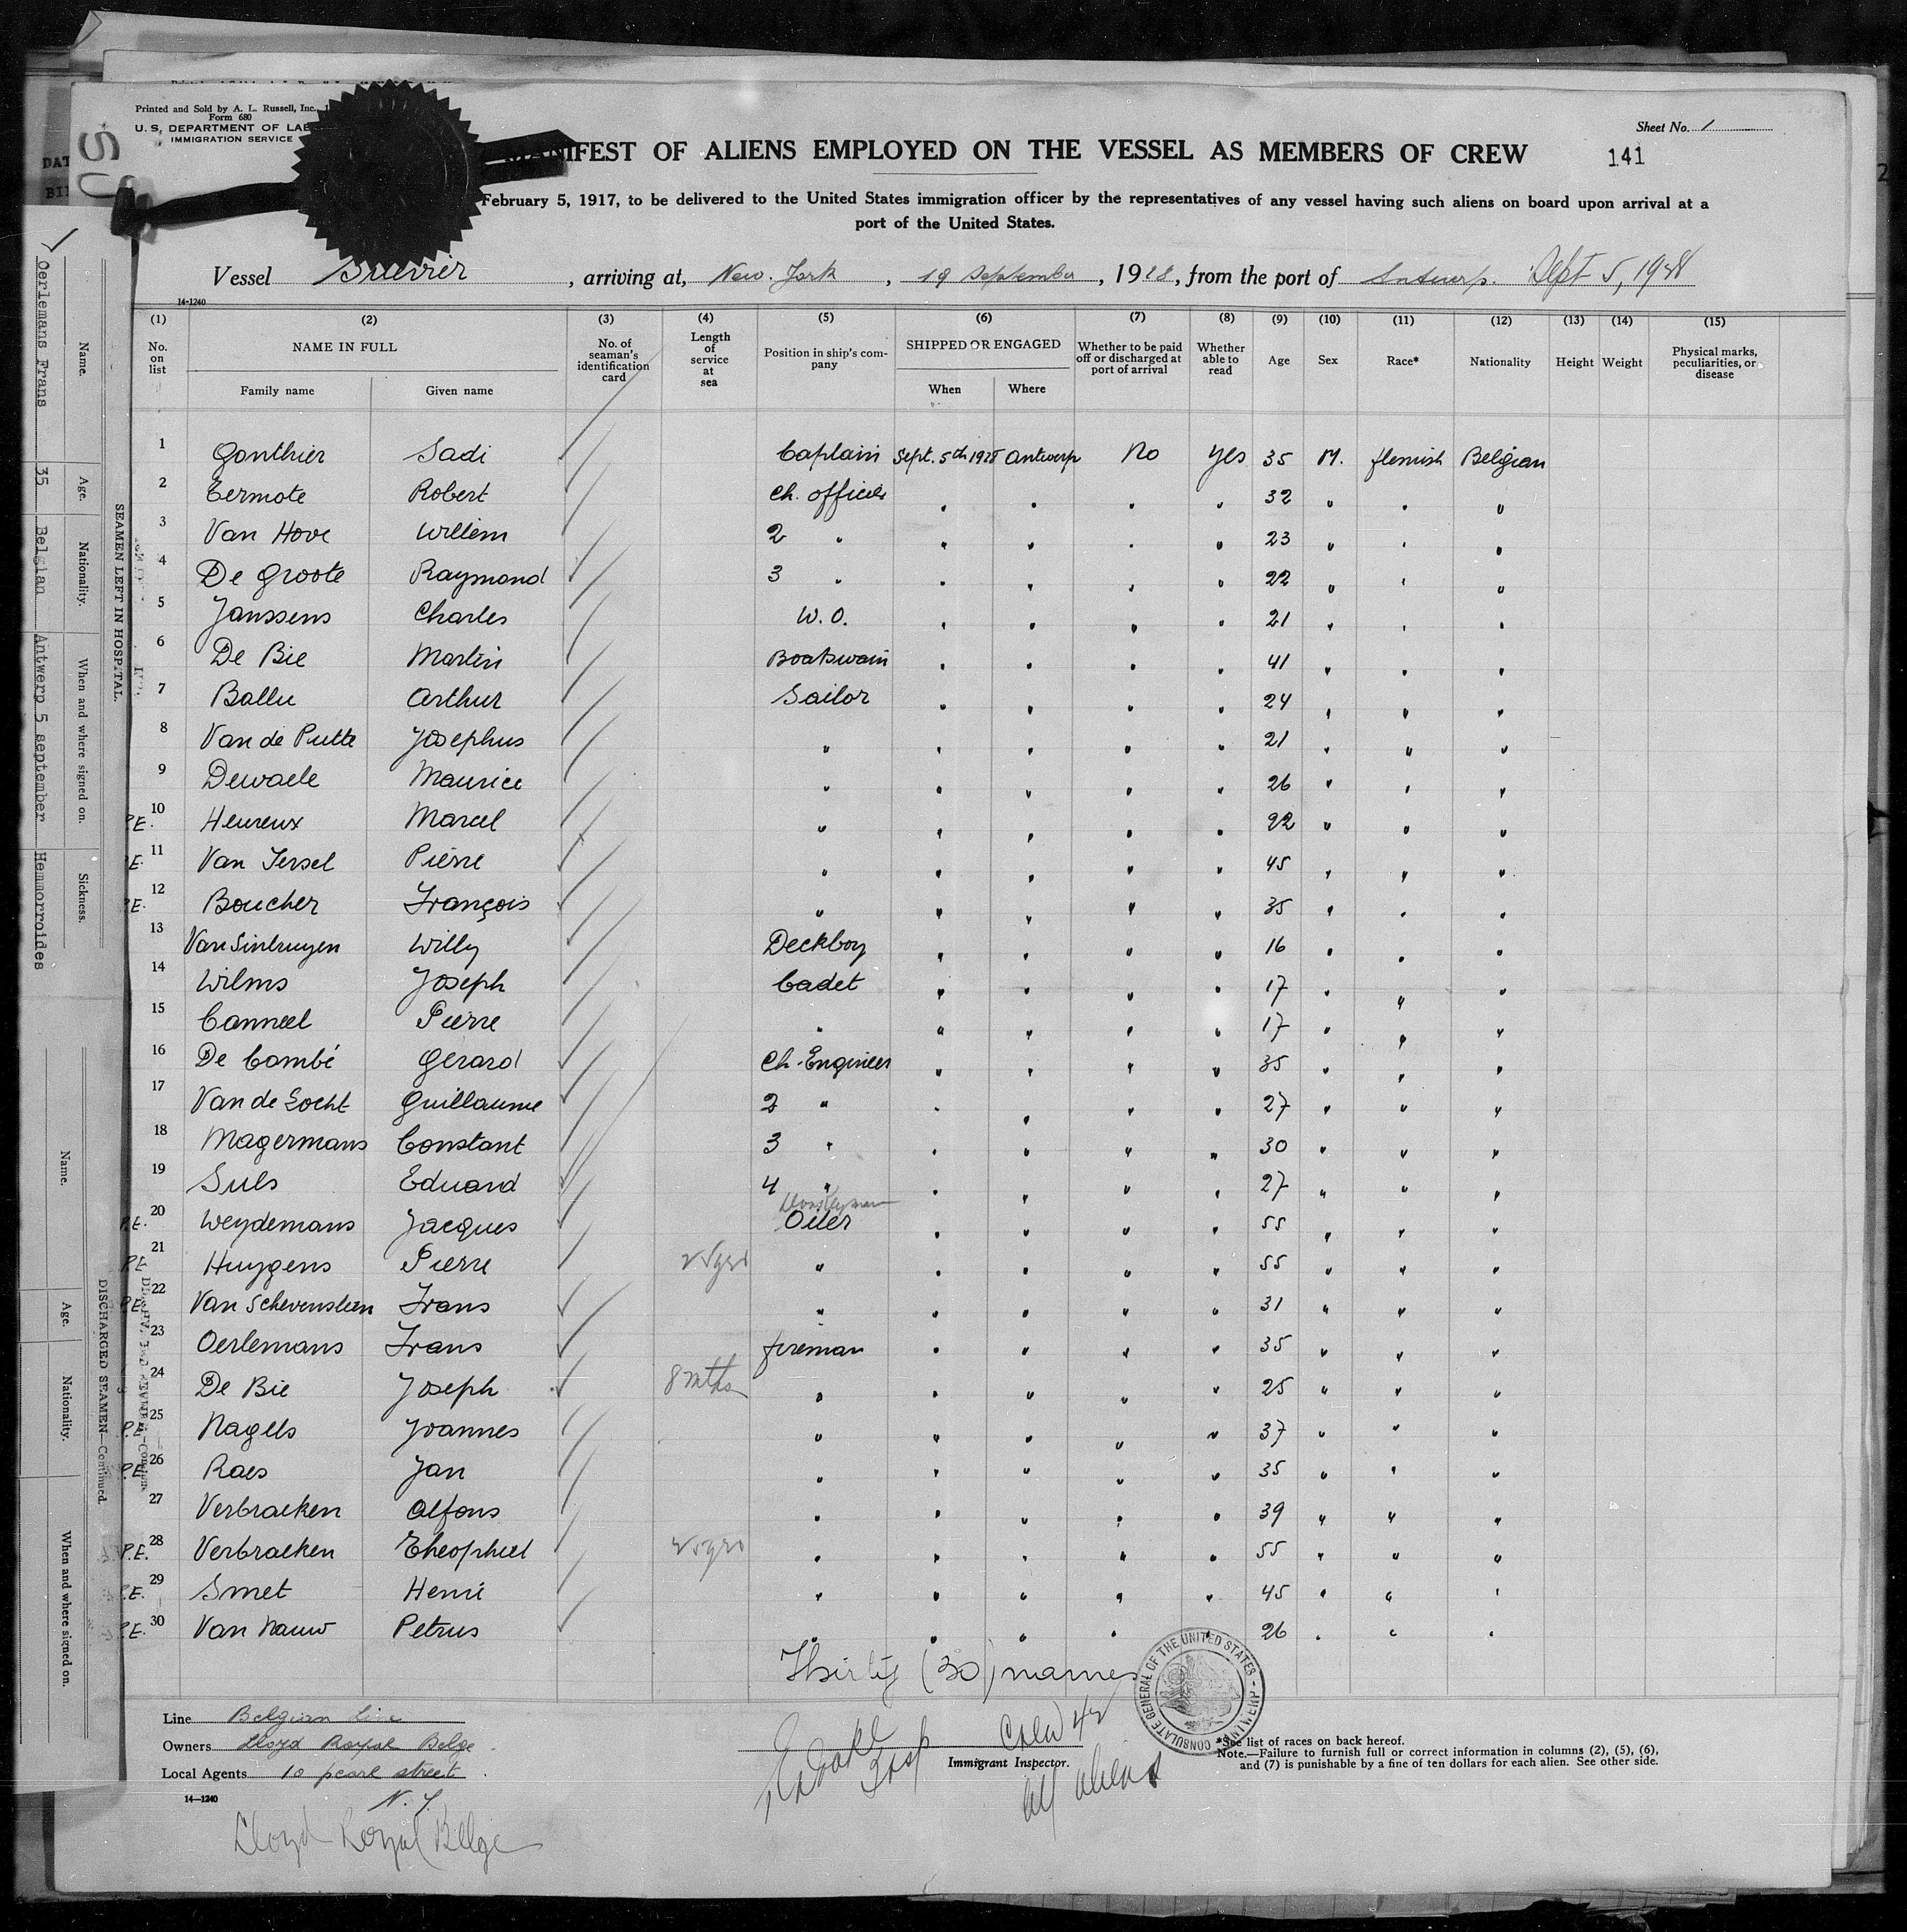 Printed and Sold by A. L. Russell, Inc.,
Form 680
U. S. DEPARTMENT OF LAB
IMMIGRATION SERVICE
Sheet No. 1
MANIFEST OF ALIENS EMPLOYED ON THE VESSEL AS MEMBERS OF CREW
141
February 5, 1917, to be delivered to the United States immigration officer by the representatives of any vessel having such aliens on board upon arrival at a
port of the United States.
Vessel , arriving at, New. York , 19 September , 1928, from the port of Antwerp. Sept 5, 1928
14-1240
(1) (2) (3) (4) (5) (6) (7) (8) (9) (10) (11) (12) (13) (14) (15)
No. on list
NAME IN FULL
Family name Given name
No. of seaman's identification card
Length of service at sea
Position in ship's company
SHIPPED OR ENGAGED
When Where
Whether to be paid off or discharged at port of arrival
Whether able to read
Age Sex Race* Nationality Height Weight
Physical marks, peculiarities, or disease
1 Gonthier Sadi Captain Sept. 5th 1928 Antwerp No Yes 35 M. flemish Belgian
2 Termote Robert Ch. officer " " " " 32 " " "
3 Van Hove Willem 2 " " " " " 23 " " "
4 De Groote Raymond 3 " " " " " 22 " " "
5 Janssens Charles W. O. " " " " 21 " " "
6 De Bie Martin Boatswain " " " " 41 " " "
7 Ballu Arthur Sailor " " " " 24 " " "
8 Van de Putte Josephus " " " " " 21 " " "
9 Dewaele Maurice " " " " " 26 " " "
P.E. 10 Heureux Marcel " " " " " 22 " " "
P.E. 11 Van Iersel Pierre " " " " " 45 " " "
P.E. 12 Boucher François " " " " " 35 " " "
13 Van Sintruyen Willy Deckboy " " " " 16 " " "
14 Wilms Joseph Cadet " " " " 17 " " "
15 Canneel Pierre " " " " " 17 " " "
16 De Cambé Gerard Ch. Engineer " " " " 35 " " "
17 Van de Locht Guillaume 2 " " " " " 27 " " "
18 Magermans Constant 3 " " " " " 30 " " "
19 Suls Eduard 4 " " " " " 27 " " "
Donkeyman
P.E. 20 Weydemans Jacques Oiler " " " " 55 " " "
P.E. 21 Huygens Pierre 25 yrs " " " " " 55 " " "
P.E. 22 Van Schevensteen Frans " " " " " 31 " " "
23 Oerlemans Frans fireman " " " " 35 " " "
24 De Bie Joseph 8 mths " " " " " 25 " " "
P.E. 25 Nagels Joannes " " " " " 37 " " "
P.E. 26 Raes Jan " " " " " 35 " " "
27 Verbraeken Alfons " " " " " 39 " " "
P.E. 28 Verbraeken Theophiel 25 yrs " " " " " 55 " " "
P.E. 29 Smet Henri " " " " " 45 " " "
P.E. 30 Van Nauw Petrus " " " " " 26 " " "
Thirty (30) names
CONSULATE GENERAL OF THE UNITED STATES
Line Belgian Line
Owners Lloyd Royal Belge
Local Agents 10 pearl street
N. Y.
14-1240
Lloyd Royal Belge
Insp
Crew 42
Immigrant Inspector.
all aliens
*See list of races on back hereof.
Note.—Failure to furnish full or correct information in columns (2), (5), (6),
and (7) is punishable by a fine of ten dollars for each alien. See other side.
SEAMEN LEFT IN HOSPITAL.
Name. Age. Nationality. When and where signed on. Sickness.
Oerlemans Frans 35 Belgian Antwerp 5 september Hemmorroides
DISCHARGED SEAMEN—Continued.
Name. Age. Nationality. When and where signed on.